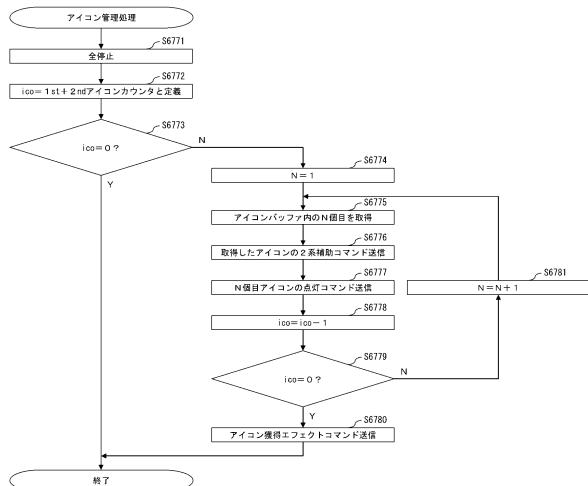 アイコン管理処理
S6771
全停止
S6772
ico=1st+2ndアイコンカウンタと定義
S6773
ico=0?
N
Y
S6774
N=1
S6775
アイコンバッファ内のN個目を取得
S6776
取得したアイコンの2系補助コマンド送信
S6777
N個目アイコンの点灯コマンド送信
S6781
N=N+1
S6778
ico=ico-1
S6779
ico=0?
N
Y
S6780
アイコン獲得エフェクトコマンド送信
終了